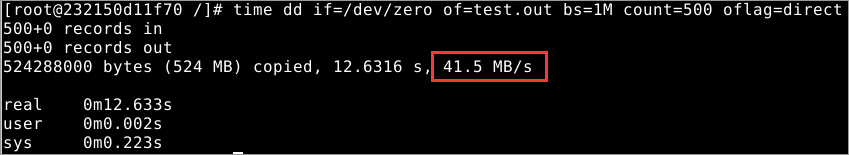 [root@232150d11f70 /]# time dd if=/dev/zero of=test.out bs=1M count=500 oflag=direct
500+0 records in
500+0 records out
524288000 bytes (524 MB) copied, 12.6316 s, 41.5 MB/s
real    0m12.633s
user    0m0.002s
sys     0m0.223s